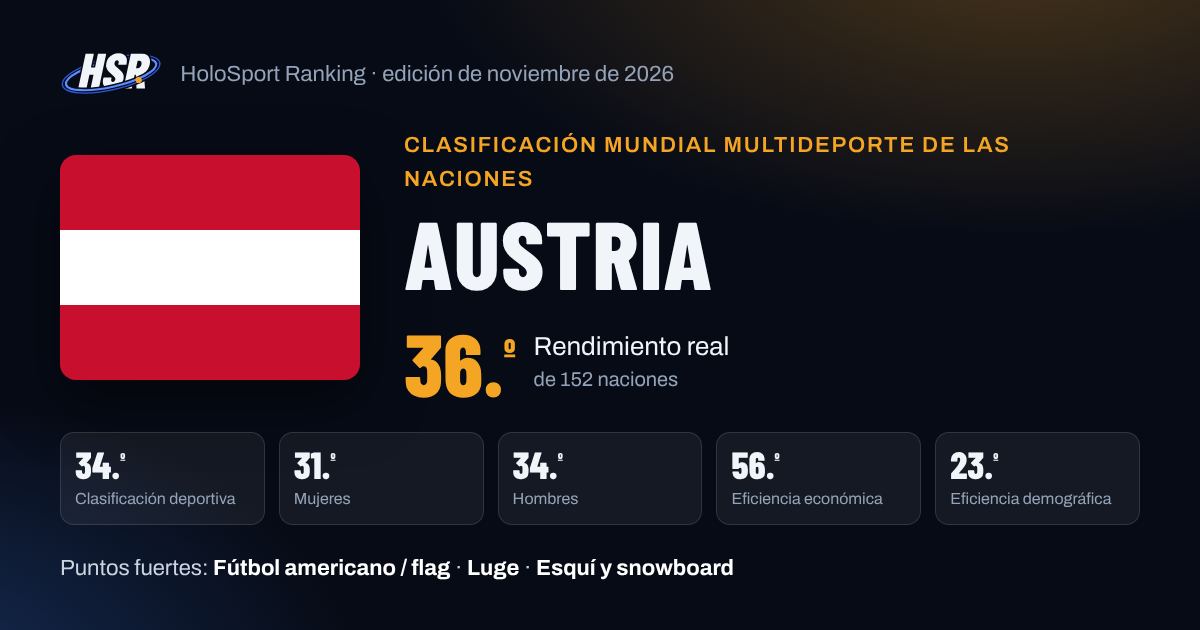 HSR
HoloSport Ranking · edición de noviembre de 2026
CLASIFICACIÓN MUNDIAL MULTIDEPORTE DE LAS
NACIONES
AUSTRIA
36.º
Rendimiento real
de 152 naciones
34.º
Clasificación deportiva
31.º
Mujeres
34.º
Hombres
56.º
Eficiencia económica
23.º
Eficiencia demográfica
Puntos fuertes: Fútbol americano / flag · Luge · Esquí y snowboard